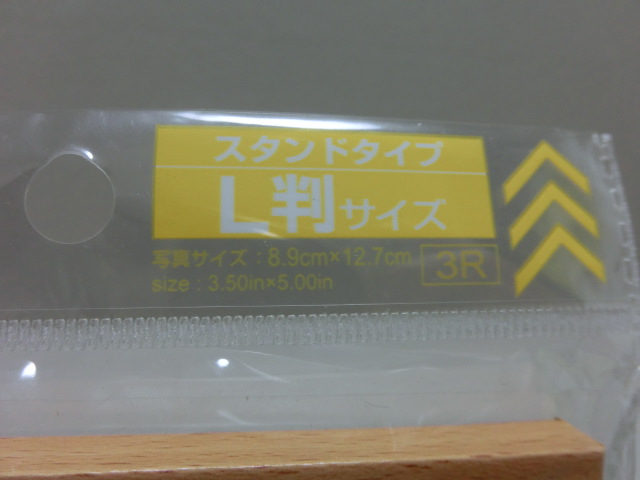 スタンドタイプ
L判サイズ
写真サイズ：8.9cm×12.7cm
size：3.50in×5.00in
3R